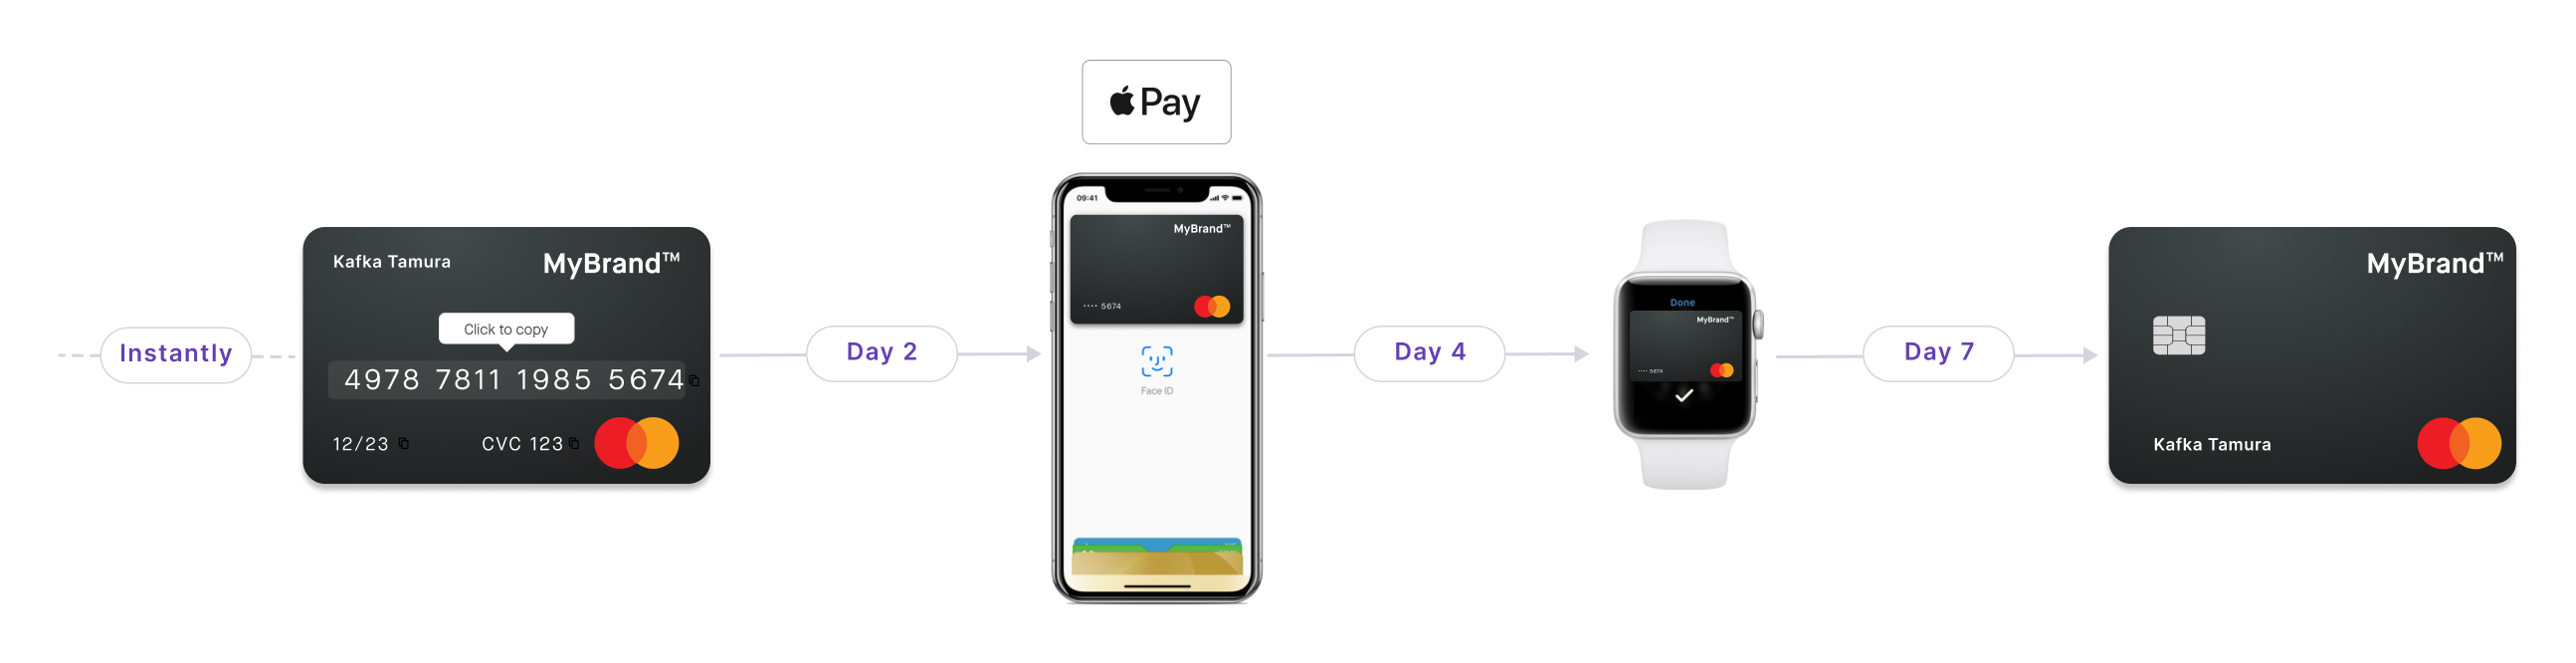 Instantly
Kafka Tamura
MyBrand™
Click to copy
4978 7811 1985 5674
12/23
CVC 123
Day 2
Pay
09:41
MyBrand™
•••• 5674
Face ID
Day 4
Done
MyBrand™
•••• 5674
Day 7
MyBrand™
Kafka Tamura